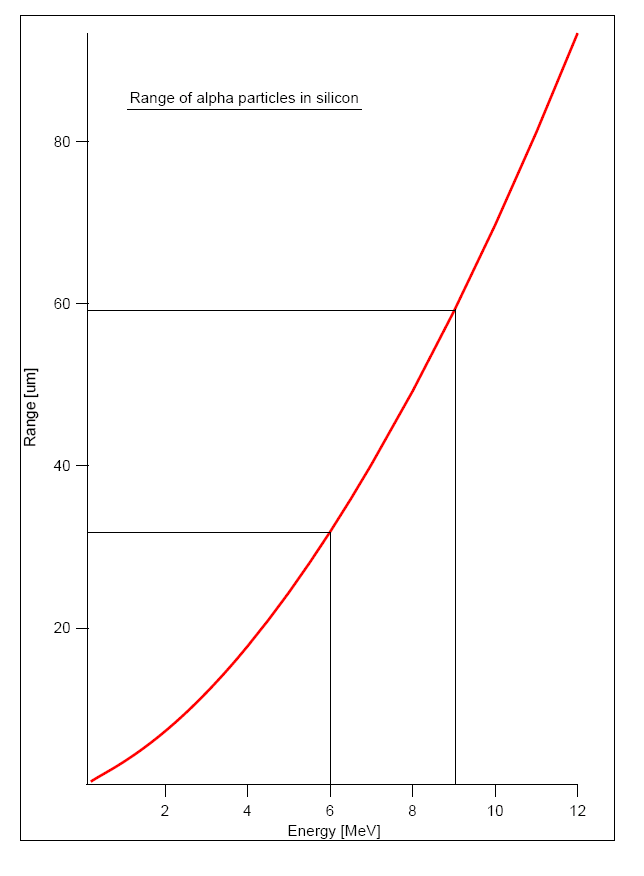 Range of alpha particles in silicon
80
60
40
20
Range [um]
2 4 6 8 10 12
Energy [MeV]